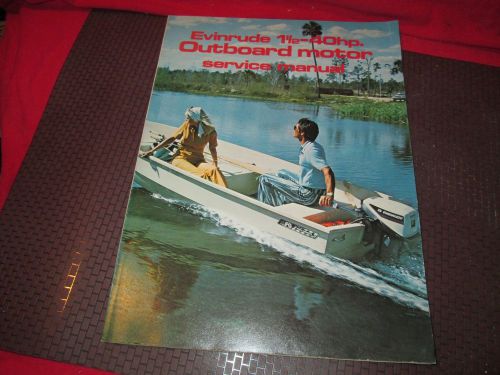 Evinrude 1½-40hp.
Outboard motor
service manual